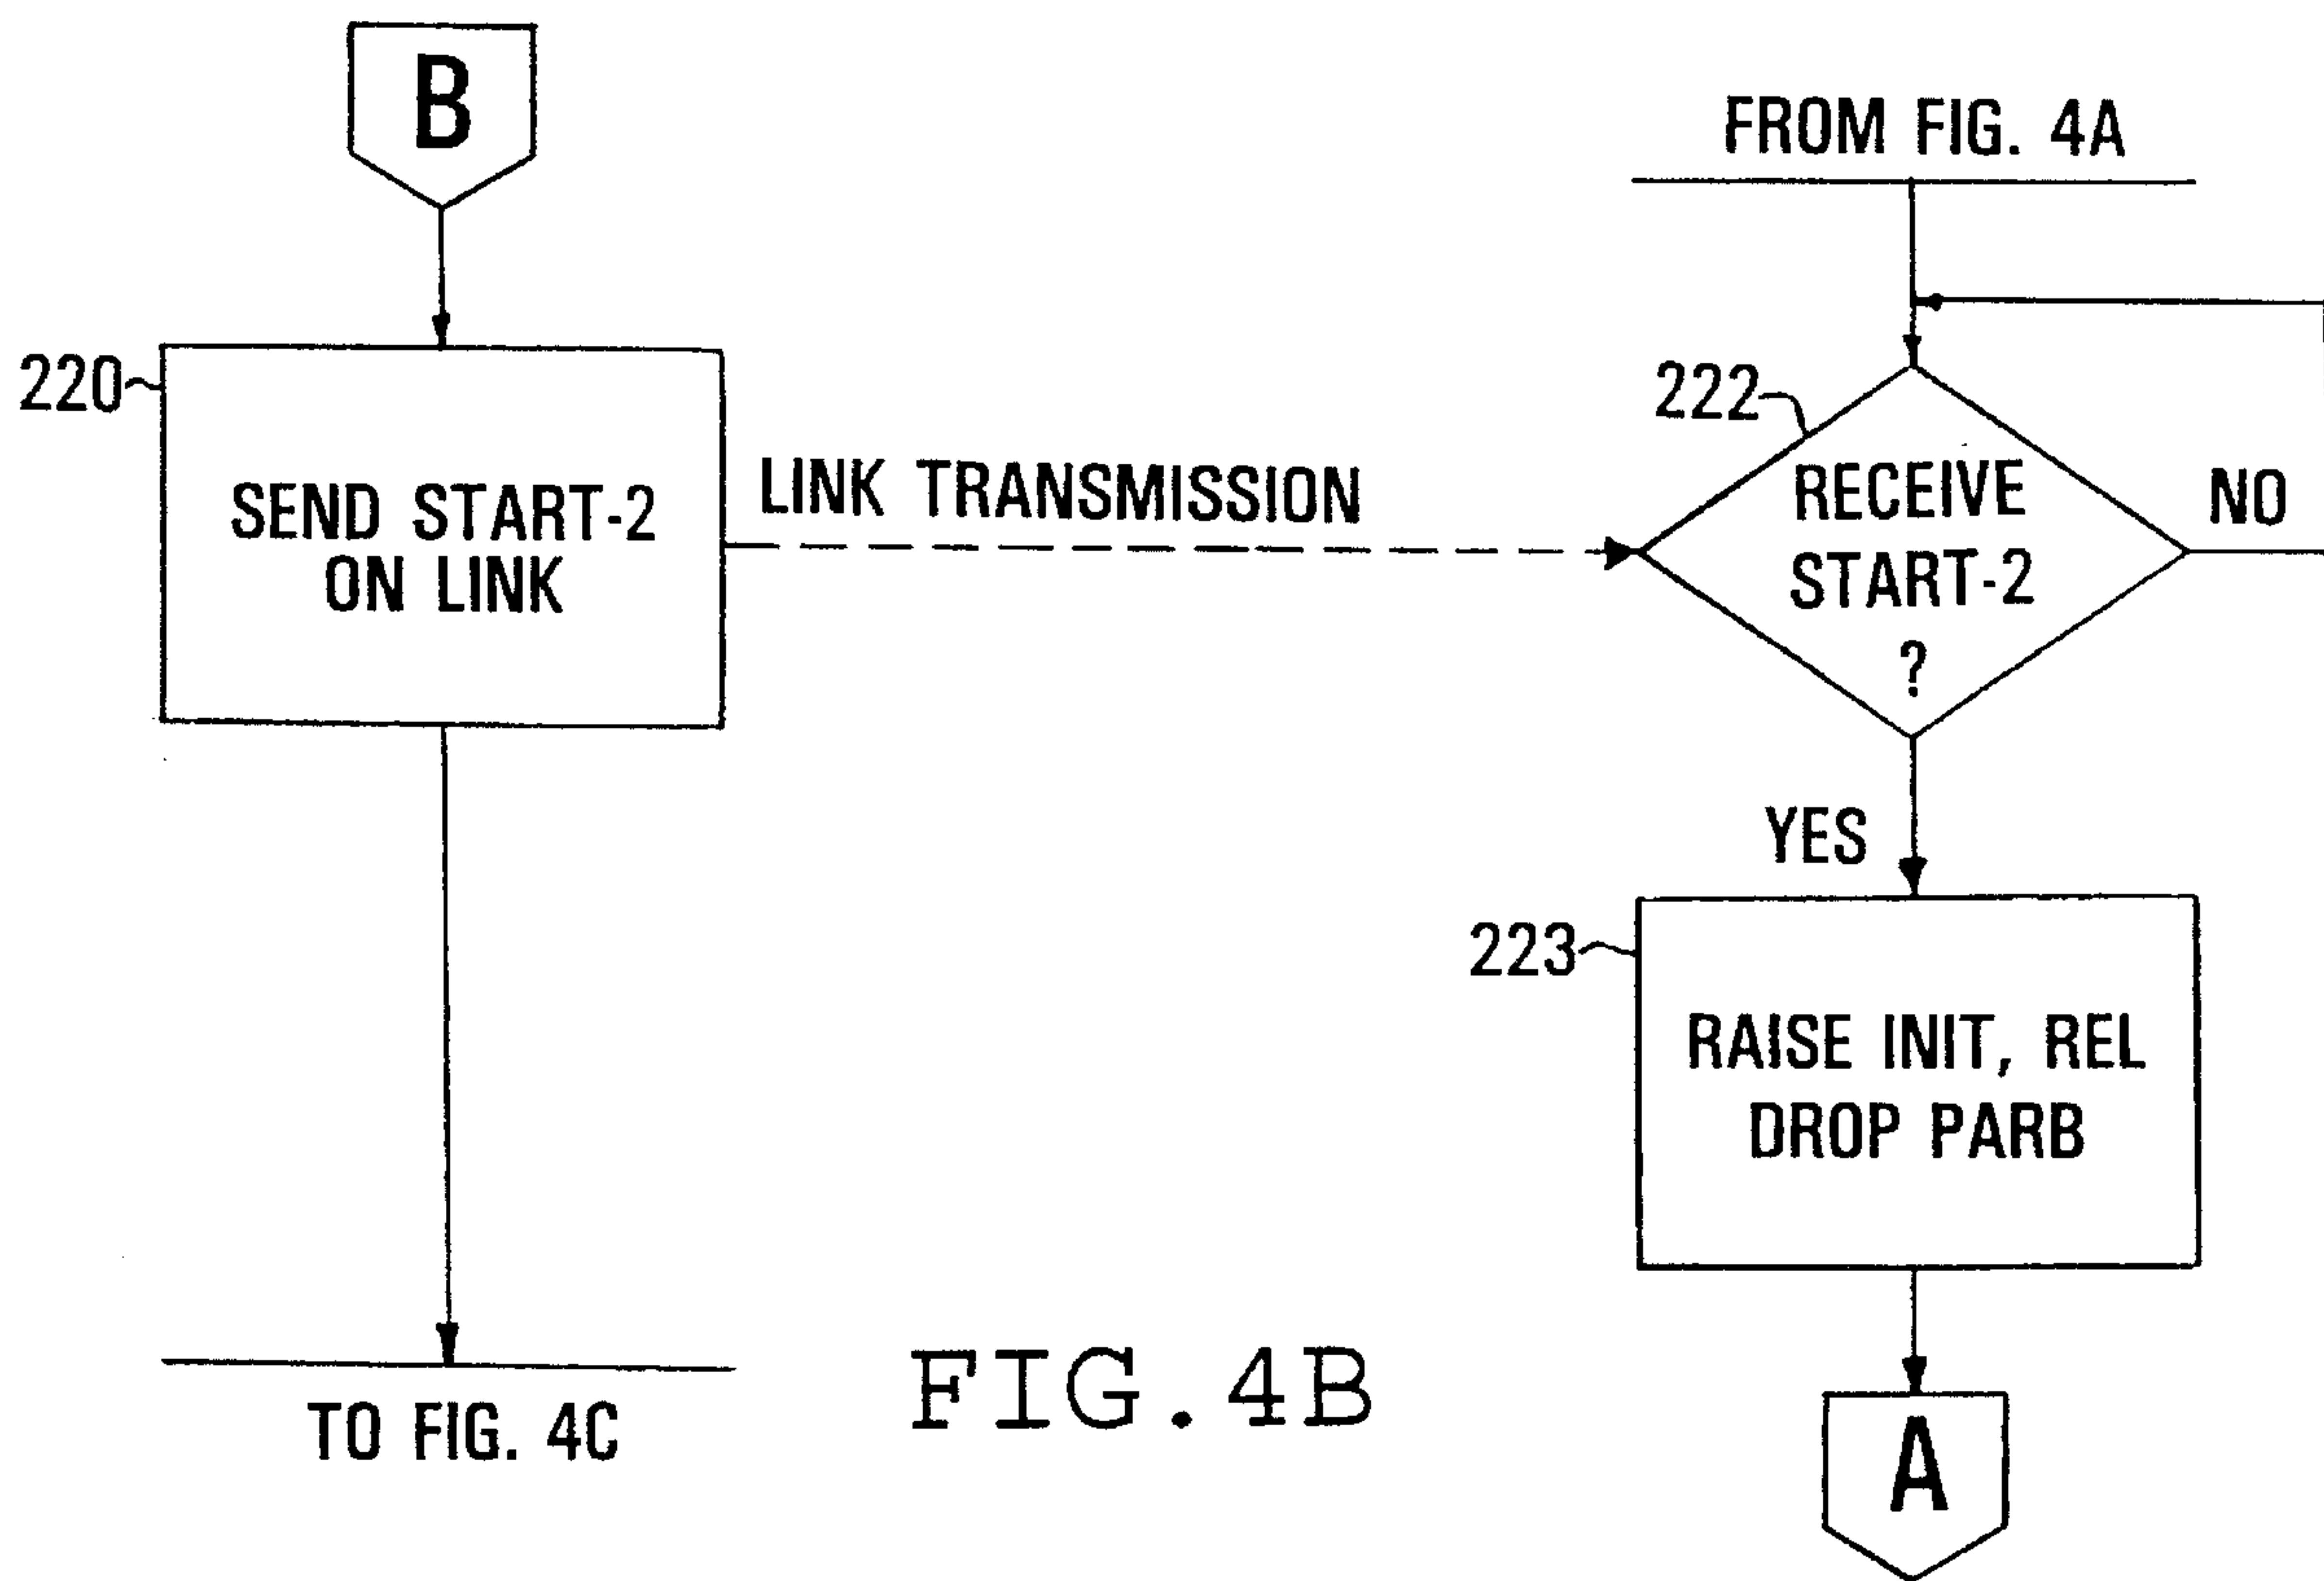 B
220
SEND START-2
ON LINK
TO FIG. 4C
LINK TRANSMISSION
FROM FIG. 4A
222
RECEIVE
START-2
?
NO
YES
223
RAISE INIT, REL
DROP PARB
A
FIG.4B